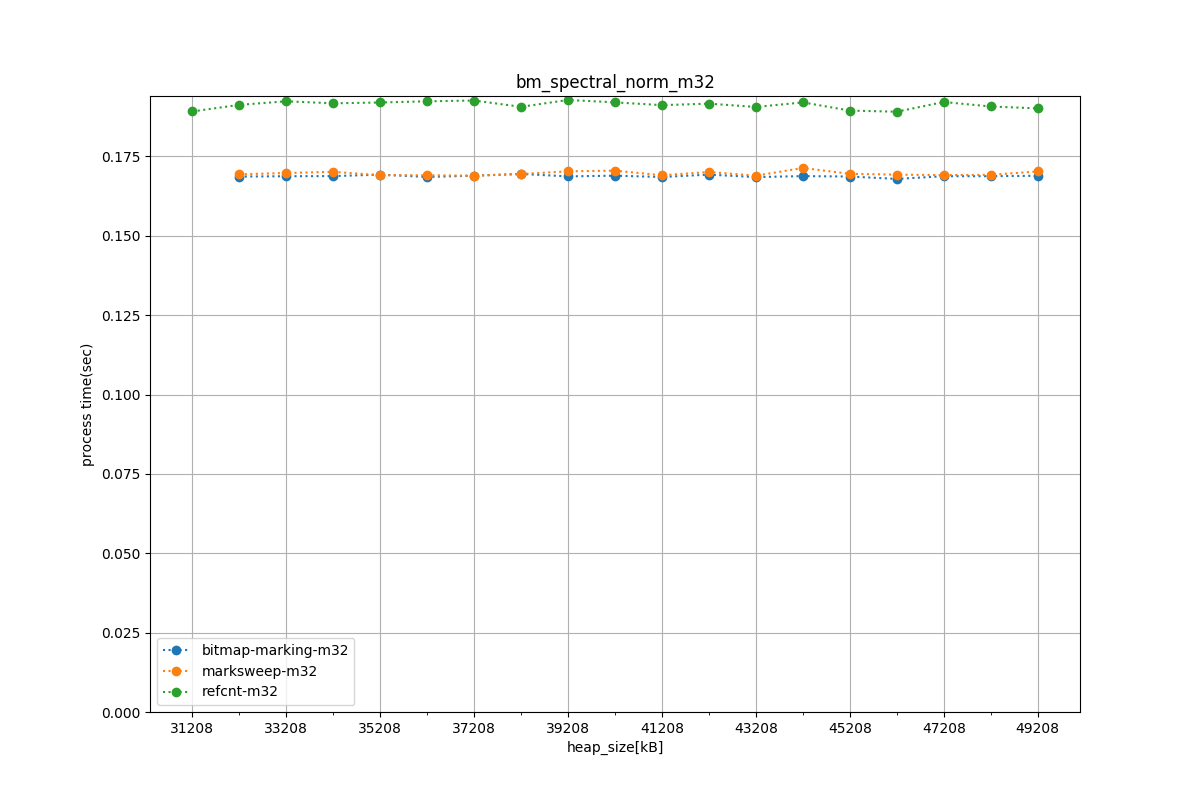 bm_spectral_norm_m32
0.175
0.150
0.125
0.100
0.075
0.050
0.025
0.000
process time(sec)
bitmap-marking-m32
marksweep-m32
refcnt-m32
31208 33208 35208 37208 39208 41208 43208 45208 47208 49208
heap_size[kB]